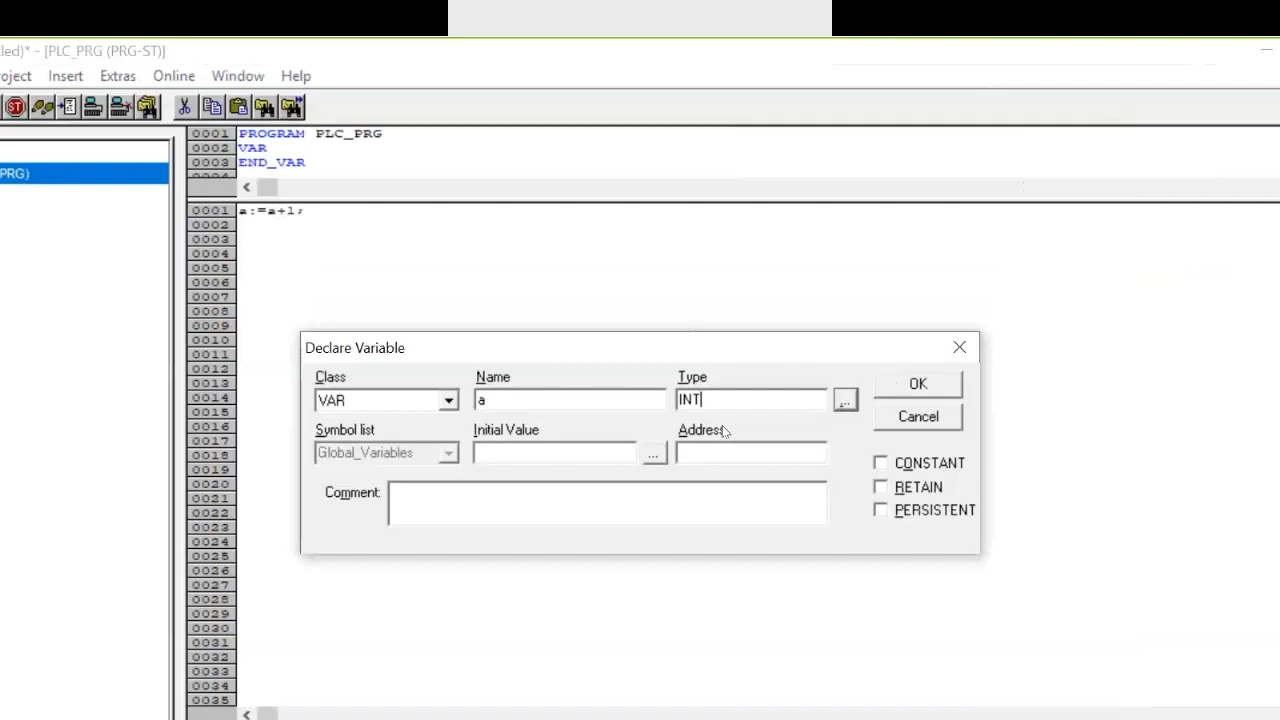 led)* - [PLC_PRG (PRG-ST)]
oject Insert Extras Online Window Help
ST
PRG)
0001 PROGRAM PLC_PRG
0002 VAR
0003 END_VAR
0004
0001 a:=a+1;
0002
0003
0004
0005
0006
0007
0008
0009
0010
0011
0012
0013
0014
0015
0016
0017
0018
0019
0020
0021
0022
0023
0024
0025
0026
0027
0028
0029
0030
0031
0032
0033
0034
0035
Declare Variable
Class Name Type
VAR a INT ... OK
Cancel
Symbol list Initial Value Address
Global_Variables ...
CONSTANT
RETAIN
PERSISTENT
Comment: